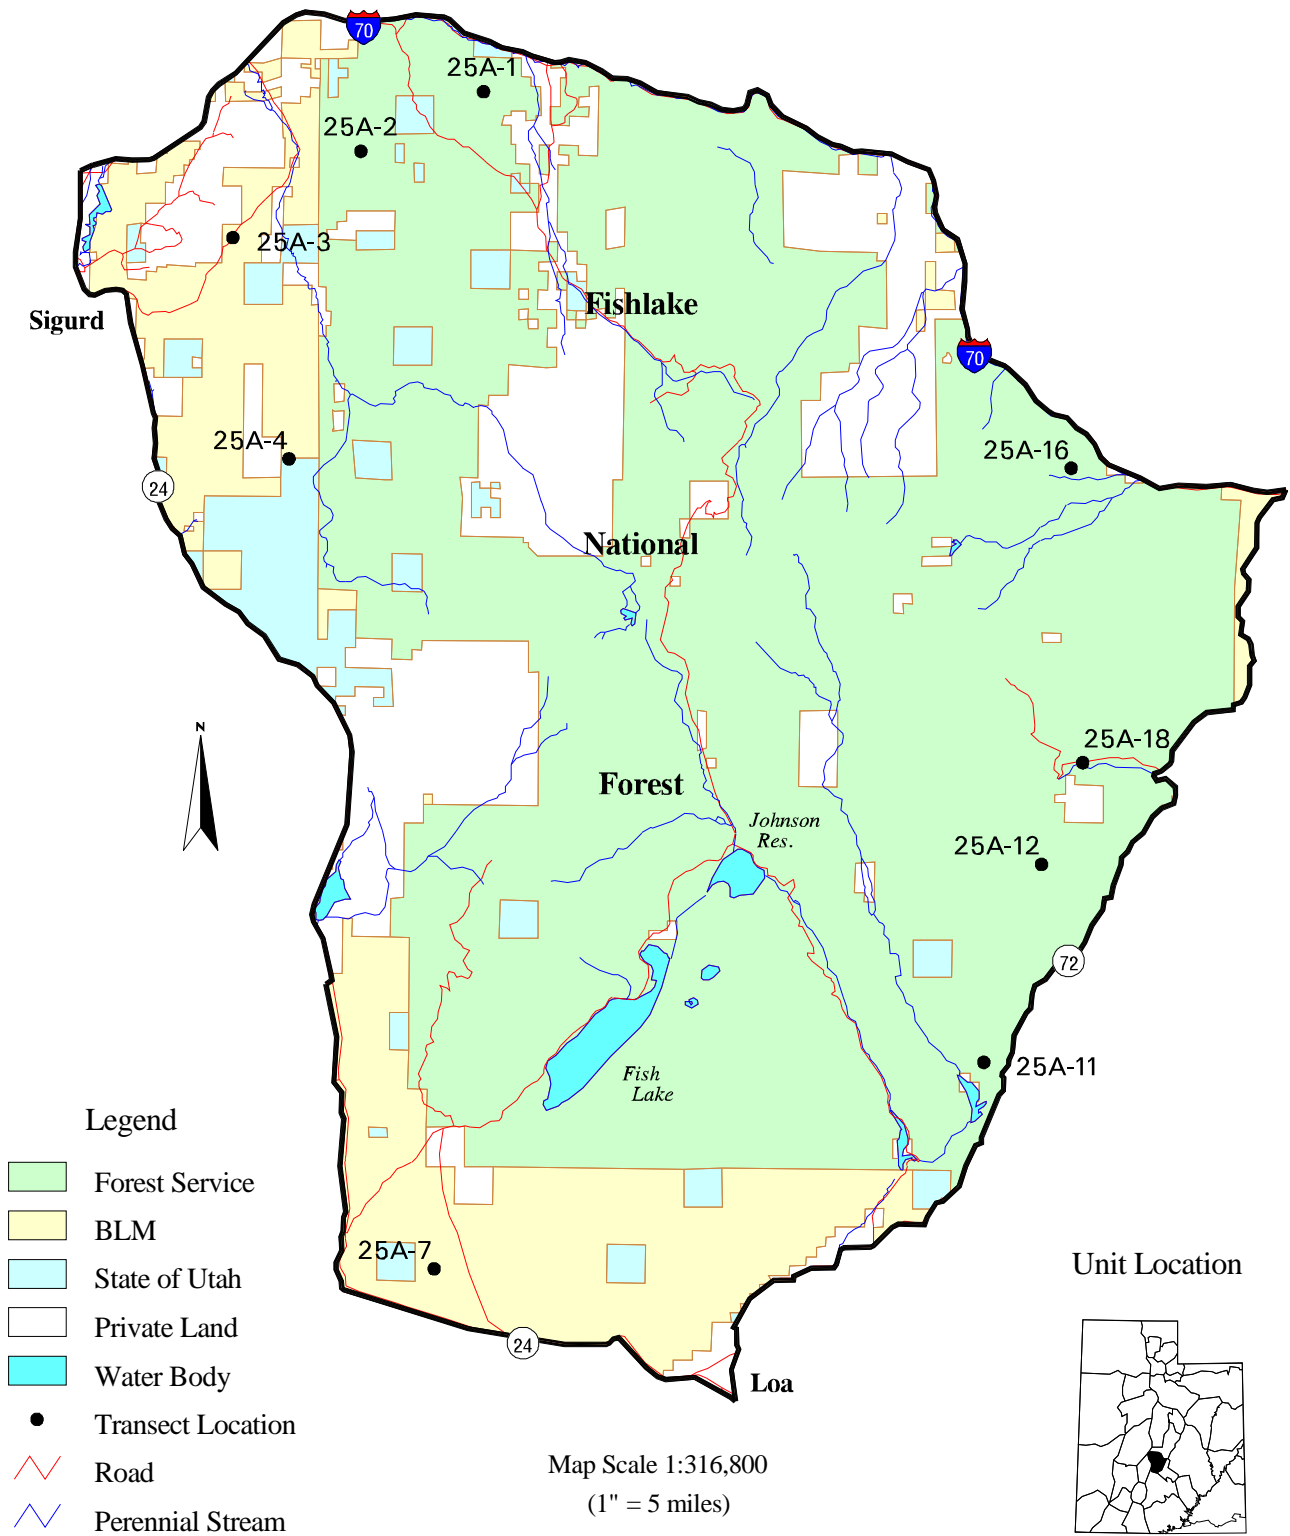 70
25A-1
25A-2
25A-3
Sigurd
Fishlake
70
25A-4
25A-16
24
National
N
25A-18
Forest
Johnson
Res.
25A-12
72
25A-11
Fish
Lake
Legend
Forest Service
BLM
State of Utah
Private Land
Water Body
Transect Location
Road
Perennial Stream
25A-7
24
Loa
Unit Location
Map Scale 1:316,800
(1" = 5 miles)